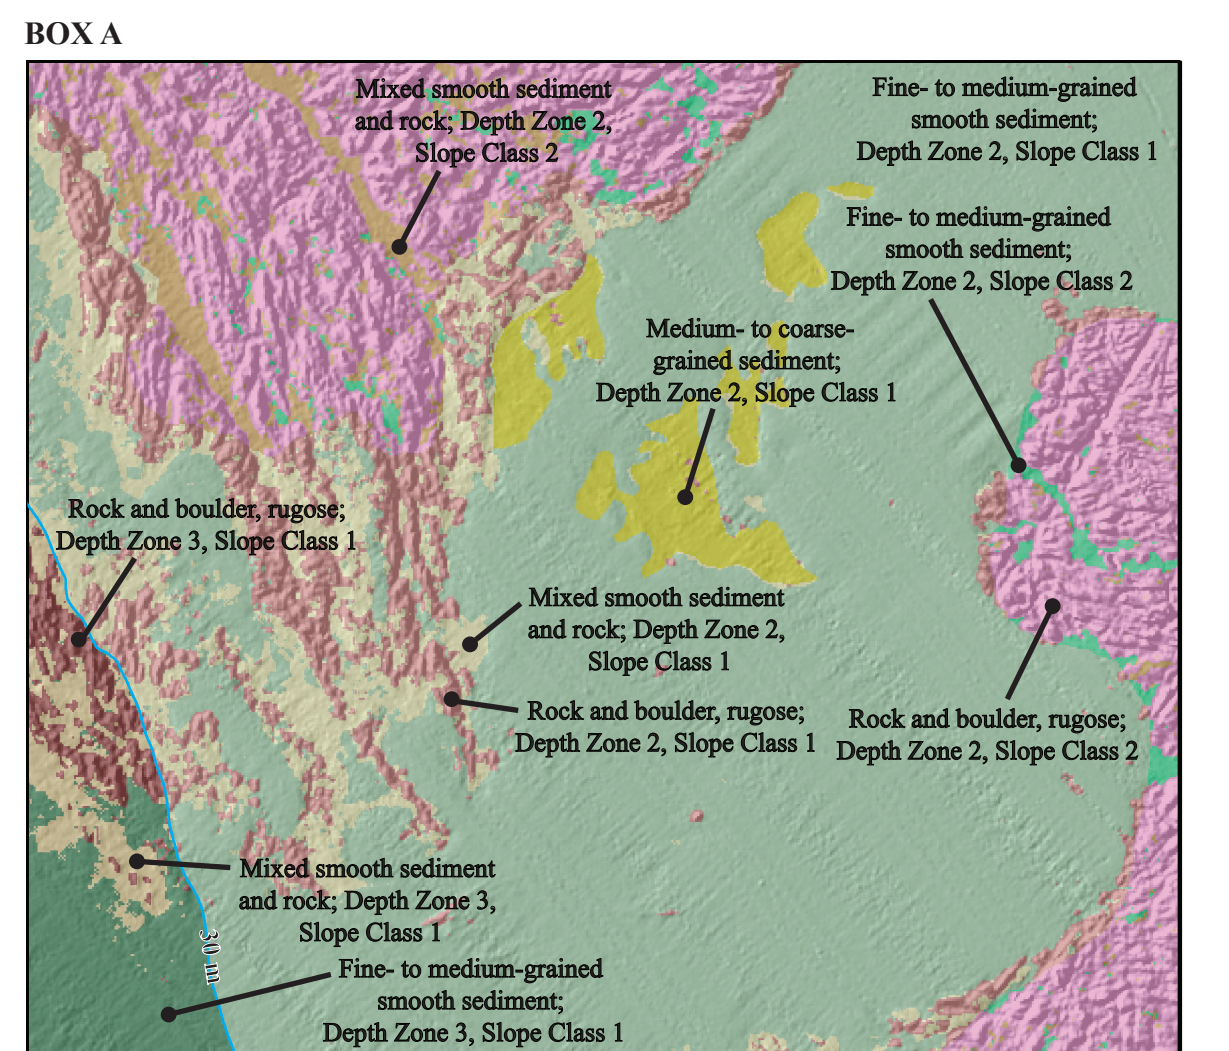 BOX A
Mixed smooth sediment
and rock; Depth Zone 2,
Slope Class 2
Fine- to medium-grained
smooth sediment;
Depth Zone 2, Slope Class 1
Fine- to medium-grained
smooth sediment;
Depth Zone 2, Slope Class 2
Medium- to coarse-
grained sediment;
Depth Zone 2, Slope Class 1
Rock and boulder, rugose;
Depth Zone 3, Slope Class 1
Mixed smooth sediment
and rock; Depth Zone 2,
Slope Class 1
Rock and boulder, rugose;
Depth Zone 2, Slope Class 1
Rock and boulder, rugose;
Depth Zone 2, Slope Class 2
Mixed smooth sediment
and rock; Depth Zone 3,
Slope Class 1
30 m
Fine- to medium-grained
smooth sediment;
Depth Zone 3, Slope Class 1